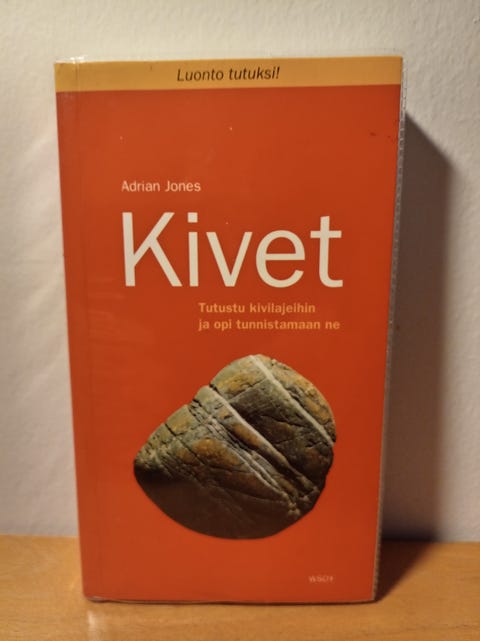 Luonto tutuksi!
Adrian Jones
Kivet
Tutustu kivilajeihin
ja opi tunnistamaan ne
WSOY